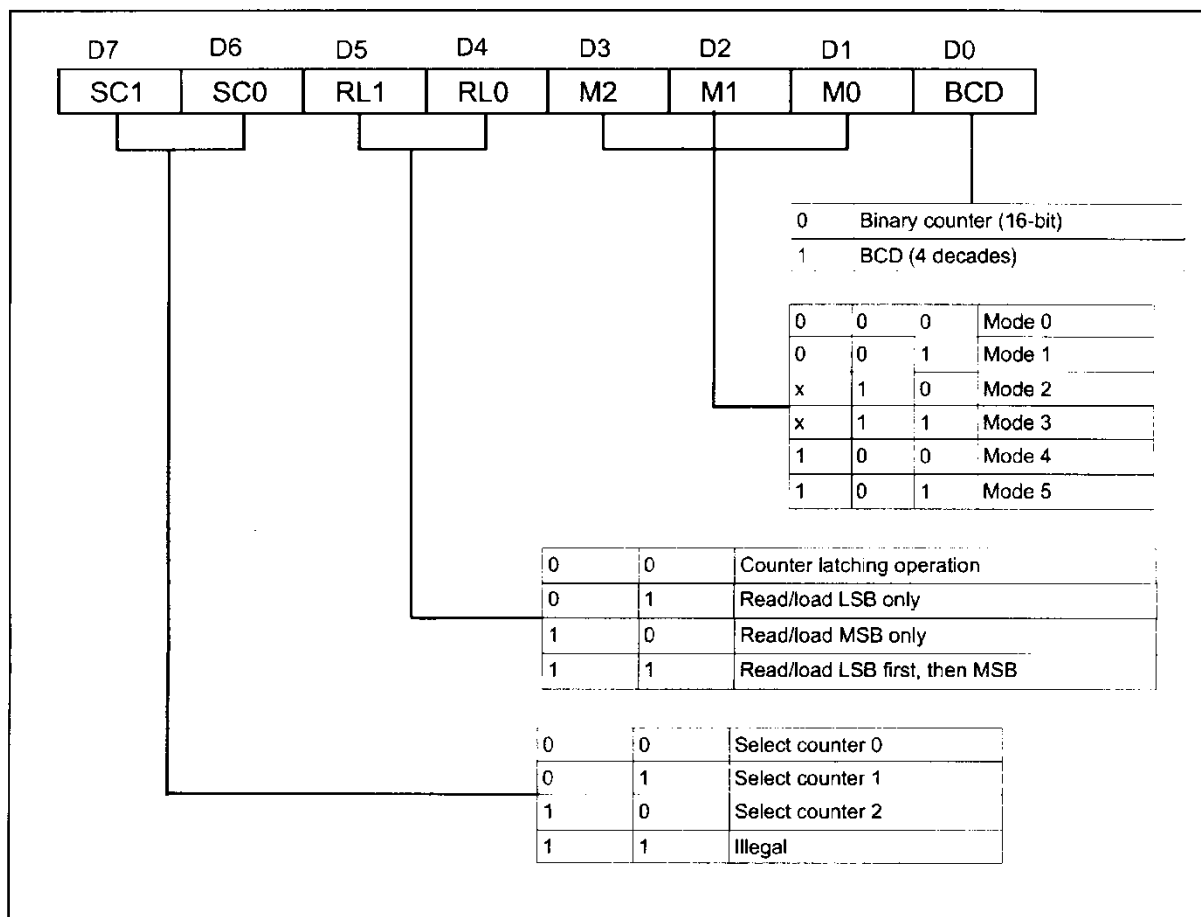 D7 D6 D5 D4 D3 D2 D1 D0
SC1 SC0 RL1 RL0 M2 M1 M0 BCD
0 Binary counter (16-bit)
1 BCD (4 decades)
0 0 0 Mode 0
0 0 1 Mode 1
x 1 0 Mode 2
x 1 1 Mode 3
1 0 0 Mode 4
1 0 1 Mode 5
0 0 Counter latching operation
0 1 Read/load LSB only
1 0 Read/load MSB only
1 1 Read/load LSB first, then MSB
0 0 Select counter 0
0 1 Select counter 1
1 0 Select counter 2
1 1 Illegal